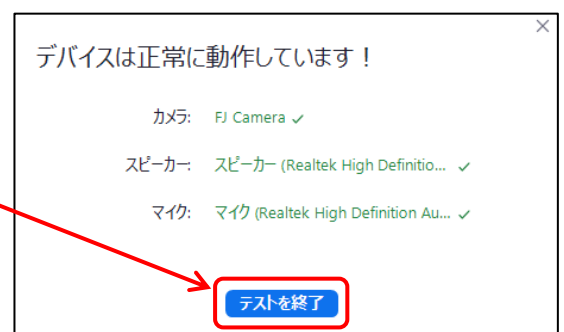 デバイスは正常に動作しています！
カメラ: FJ Camera ✓
スピーカー: スピーカー (Realtek High Definitio... ✓
マイク: マイク (Realtek High Definition Au... ✓
テストを終了